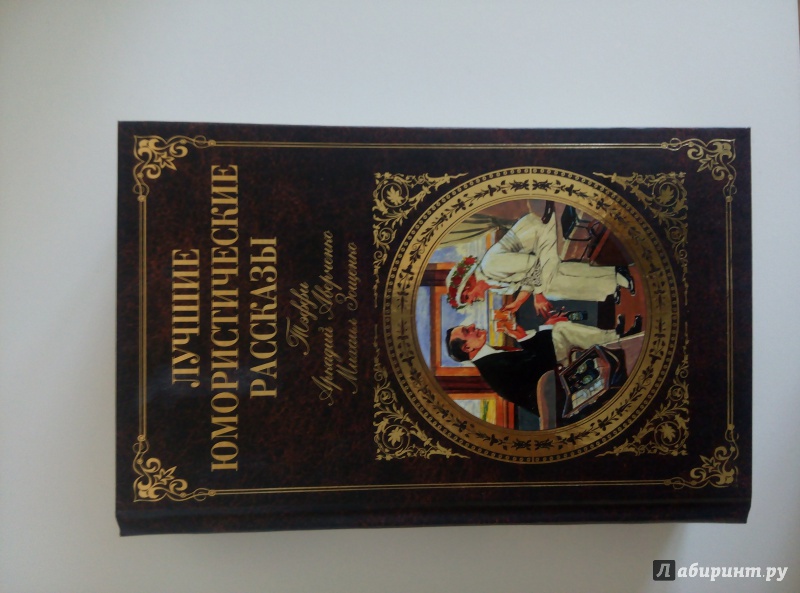 ЛУЧШИЕ
ЮМОРИСТИЧЕСКИЕ
РАССКАЗЫ
Тэффи
Аркадий Аверченко
Михаил Зощенко
Лабиринт.ру